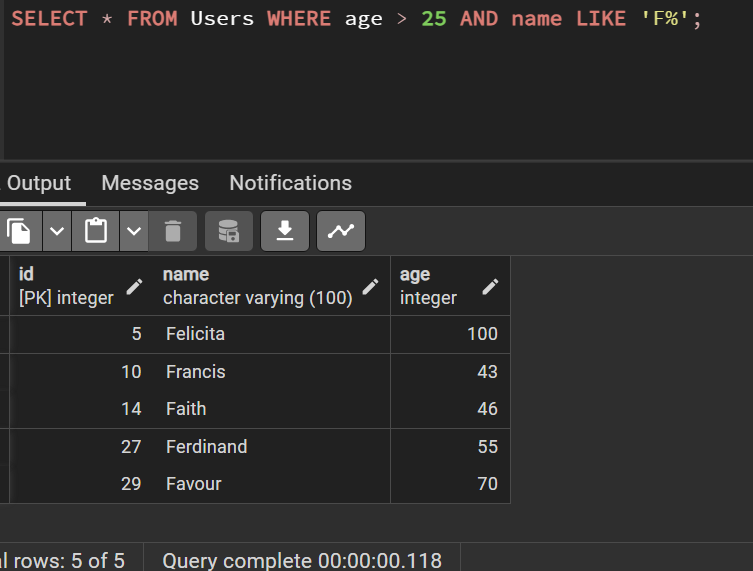 SELECT * FROM Users WHERE age > 25 AND name LIKE 'F%';
Output Messages Notifications
id name age
[PK] integer character varying (100) integer
5 Felicita 100
10 Francis 43
14 Faith 46
27 Ferdinand 55
29 Favour 70
l rows: 5 of 5 Query complete 00:00:00.118